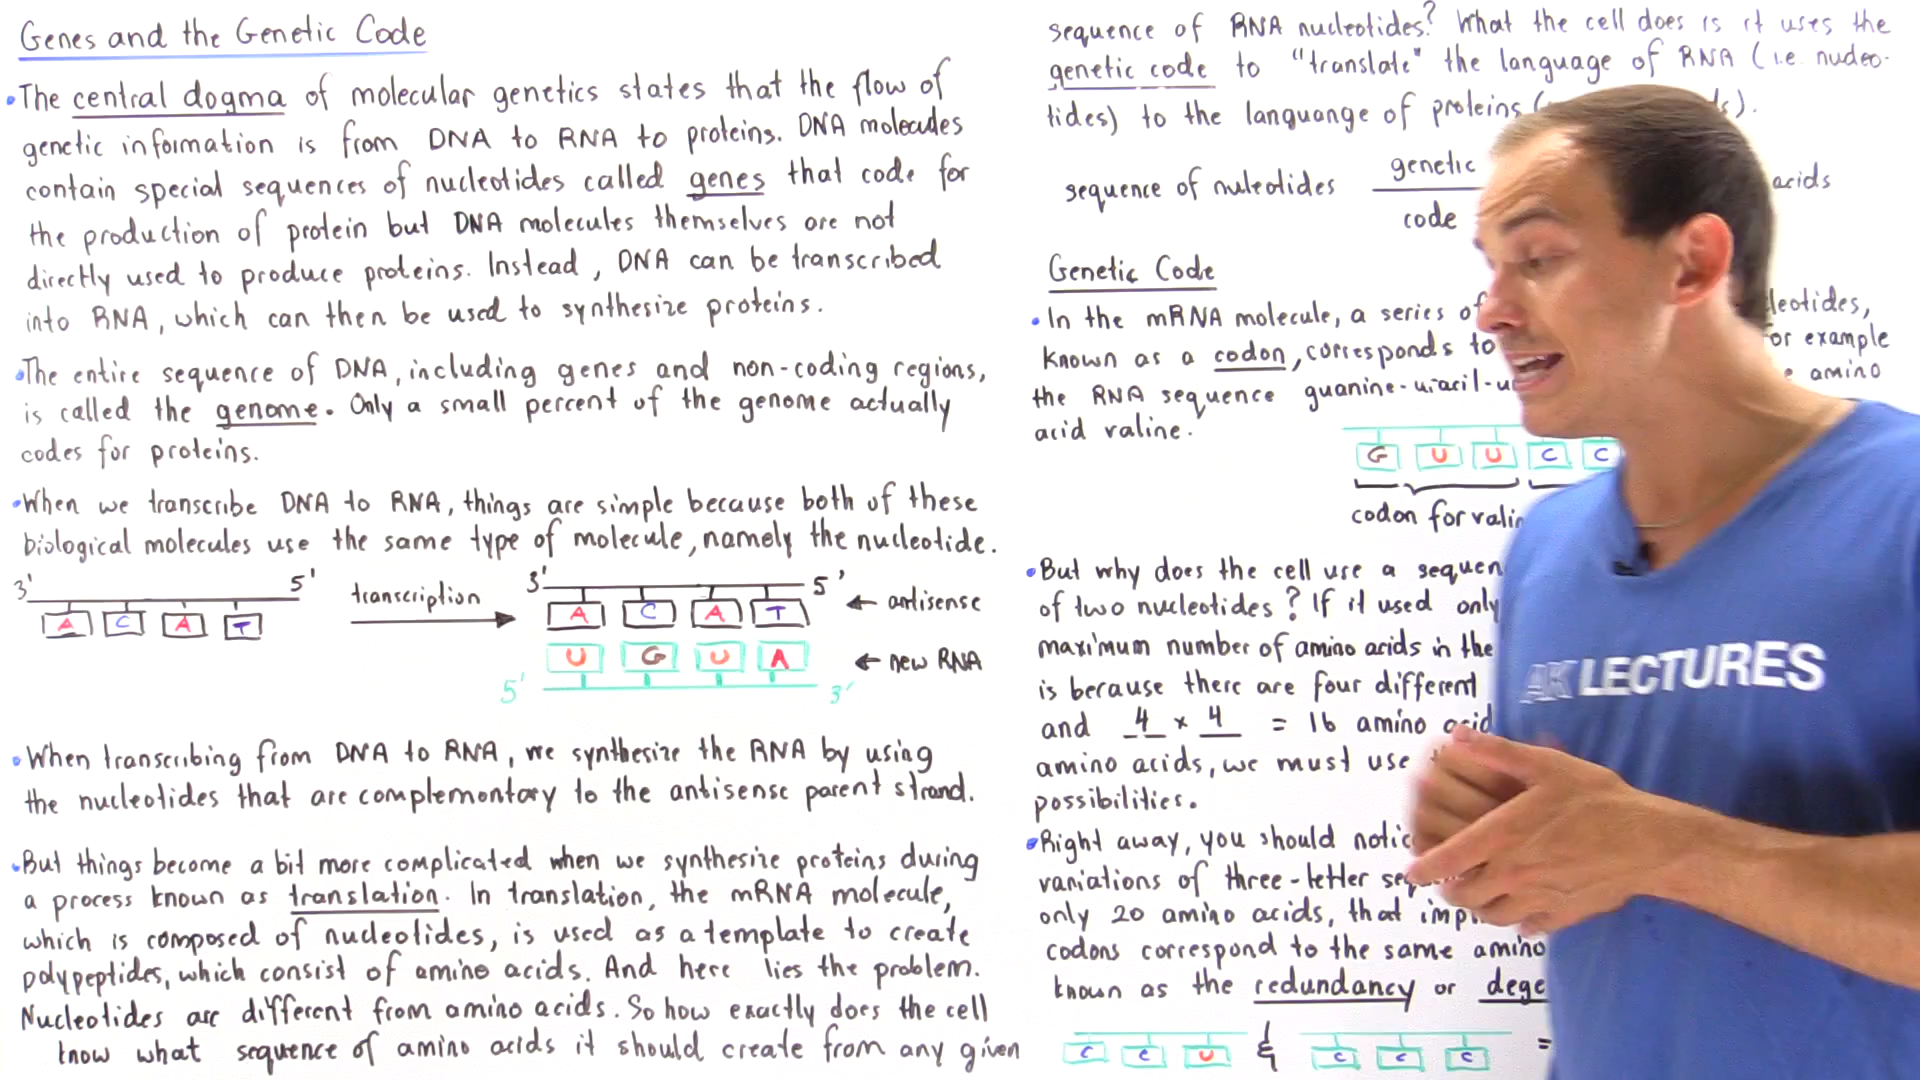 Genes and the Genetic Code
•The central dogma of molecular genetics states that the flow of
genetic information is from DNA to RNA to proteins. DNA molecules
contain special sequences of nucleotides called genes that code for
the production of protein but DNA molecules themselves are not
directly used to produce proteins. Instead, DNA can be transcribed
into RNA, which can then be used to synthesize proteins.
•The entire sequence of DNA, including genes and non-coding regions,
is called the genome. Only a small percent of the genome actually
codes for proteins.
•When we transcribe DNA to RNA, things are simple because both of these
biological molecules use the same type of molecule, namely the nucleotide.
3' 5' transcription 3' 5'
A C A T A C A T ← antisense
U G U A ← new RNA
5' 3'
•When transcribing from DNA to RNA, we synthesize the RNA by using
the nucleotides that are complementary to the antisense parent strand.
•But things become a bit more complicated when we synthesize proteins during
a process known as translation. In translation, the mRNA molecule,
which is composed of nucleotides, is used as a template to create
polypeptides, which consist of amino acids. And here lies the problem.
Nucleotides are different from amino acids. So how exactly does the cell
know what sequence of amino acids it should create from any given
sequence of RNA nucleotides? What the cell does is it uses the
genetic code to "translate" the language of RNA (i.e. nucleo-
tides) to the languange of proteins (
sequence of nuleotides genetic code acids
Genetic Code
•In the mRNA molecule, a series of
known as a codon, corresponds to for example
the RNA sequence guanine-uracil-u amino
acid valine.
G U U C C
codon for valin
•But why does the cell use a sequen
of two nucleotides? If it used only
maximum number of amino acids in the
is because there are four different
and 4 × 4 = 16 amino acid
amino acids, we must use
possibilities.
•Right away, you should notic
variations of three-letter
only 20 amino acids, that
codons correspond to the same amino
known as the redundancy or dege
C C U & C C C =
AK LECTURES